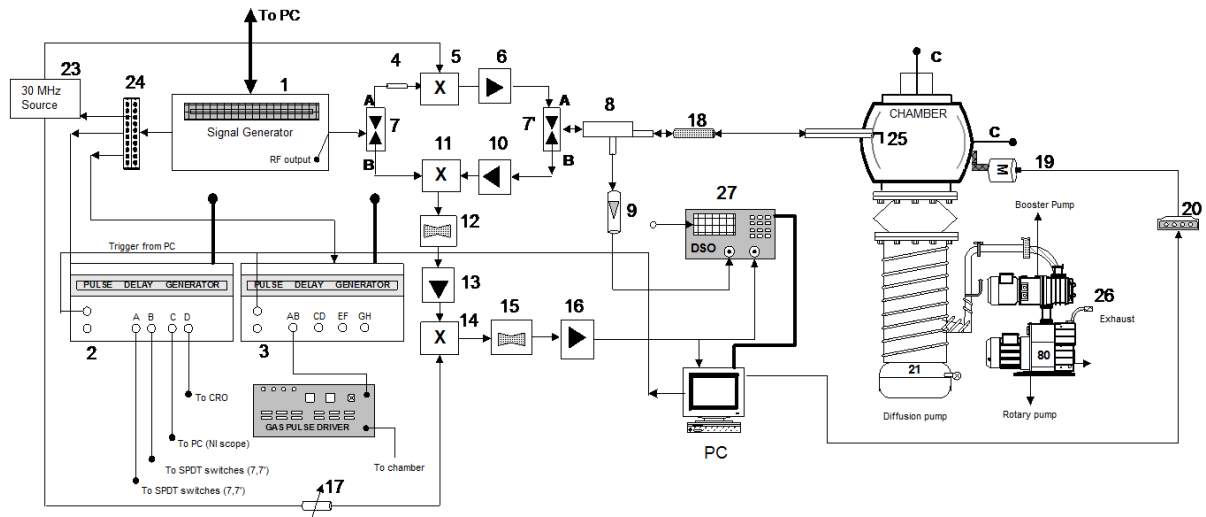 To PC
23
24
1
4
5
6
30 MHz
Source
Signal Generator
RF output
A
7
B
X
A
7'
B
8
18
C
CHAMBER
25
C
M
19
11
X
10
9
27
DSO
12
20
Booster Pump
Trigger from PC
PULSE DELAY GENERATOR
PULSE DELAY GENERATOR
13
26
Exhaust
A B C D
AB CD EF GH
2
3
14
X
15
16
80
21
Diffusion pump
Rotary pump
To CRO
GAS PULSE DRIVER
PC
To PC (NI scope)
To chamber
To SPDT switches (7,7')
To SPDT switches (7,7')
17